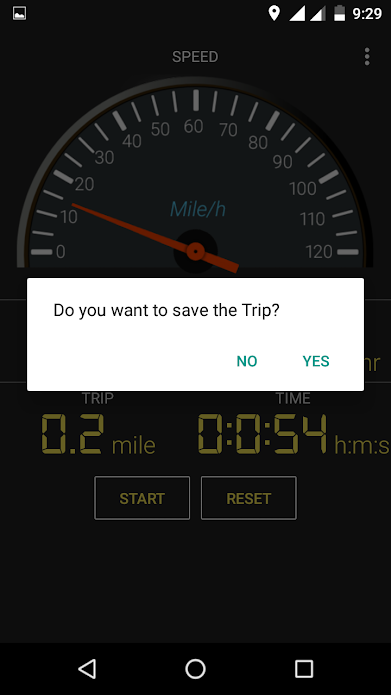 9:29
SPEED
0
10
20
30
40
50
60
70
80
90
100
110
120
Mile/h
Do you want to save the Trip?
NO YES
hr
TRIP TIME
0.2 mile 0:0:54 h:m:s
START RESET